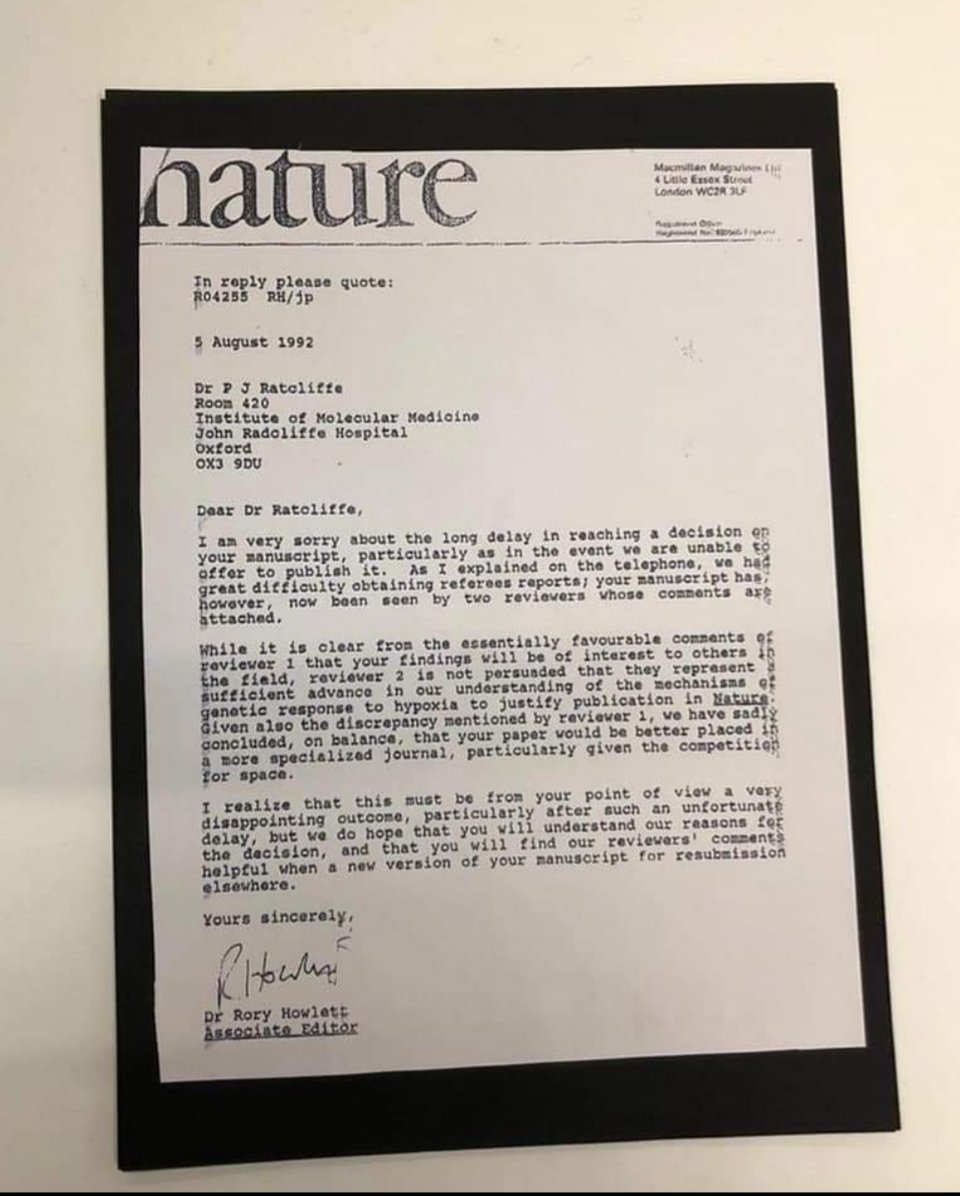 nature
Macmillan Magazines Ltd
4 Little Essex Street
London WC2R 3LF
Registered Office
Registered No.
In reply please quote:
R04255 RH/jp
5 August 1992
Dr P J Ratcliffe
Room 420
Institute of Molecular Medicine
John Radcliffe Hospital
Oxford
OX3 9DU
Dear Dr Ratcliffe,
I am very sorry about the long delay in reaching a decision on
your manuscript, particularly as in the event we are unable to
offer to publish it. As I explained on the telephone, we had
great difficulty obtaining referees reports; your manuscript has,
however, now been seen by two reviewers whose comments are
attached.
While it is clear from the essentially favourable comments of
reviewer 1 that your findings will be of interest to others in
the field, reviewer 2 is not persuaded that they represent a
sufficient advance in our understanding of the mechanisms of
genetic response to hypoxia to justify publication in Nature.
Given also the discrepancy mentioned by reviewer 1, we have sadly
concluded, on balance, that your paper would be better placed in
a more specialized journal, particularly given the competition
for space.
I realize that this must be from your point of view a very
disappointing outcome, particularly after such an unfortunate
delay, but we do hope that you will understand our reasons for
the decision, and that you will find our reviewers' comments
helpful when a new version of your manuscript for resubmission
elsewhere.
Yours sincerely,
R Howlett
Dr Rory Howlett
Associate Editor